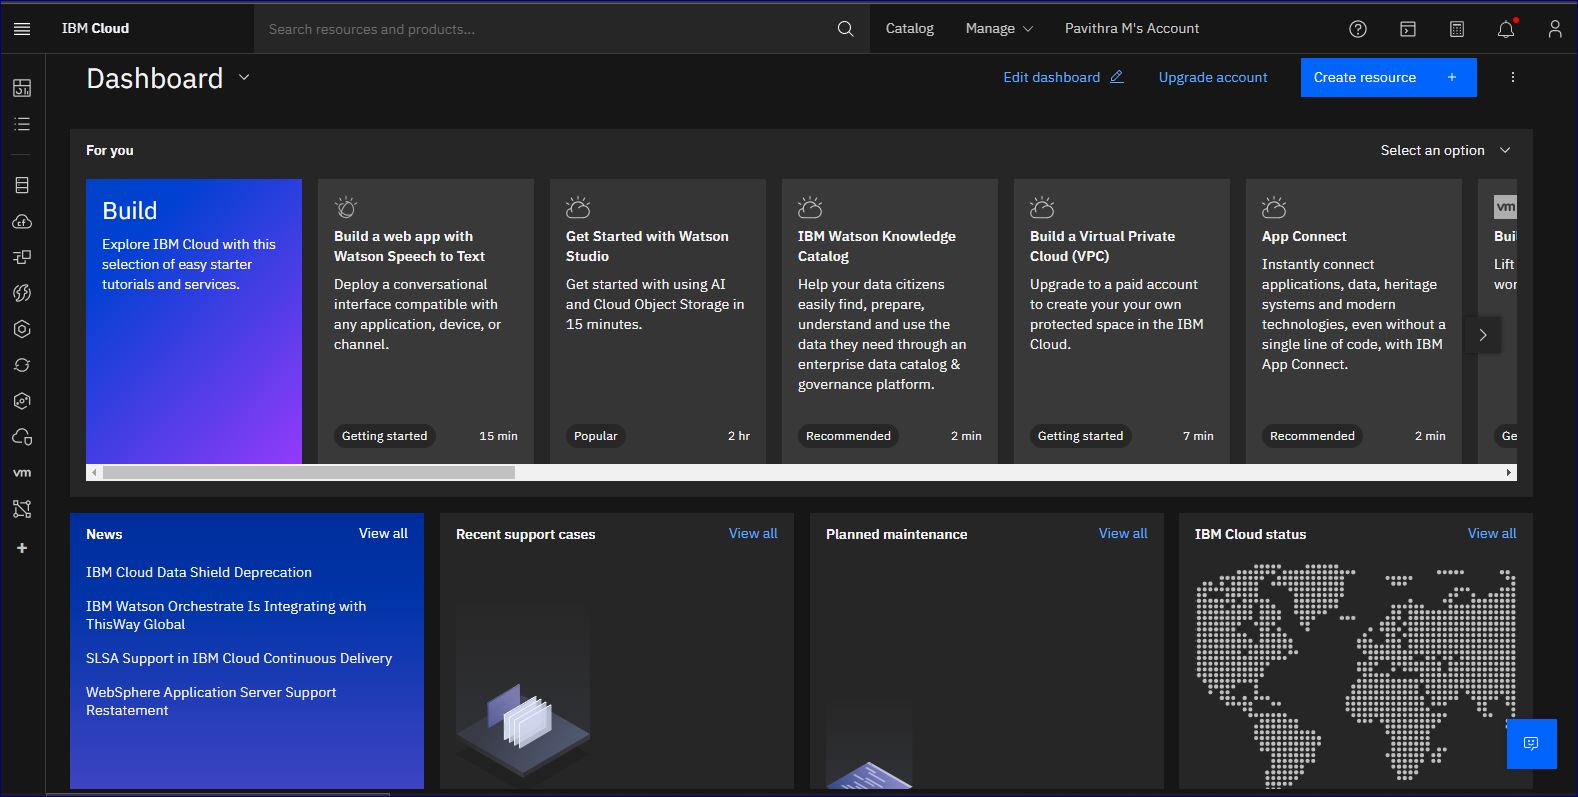 IBM Cloud
Search resources and products...
Catalog
Manage
Pavithra M's Account
Dashboard
Edit dashboard
Upgrade account
Create resource +
For you
Select an option
Build
Explore IBM Cloud with this
selection of easy starter
tutorials and services.
Build a web app with
Watson Speech to Text
Deploy a conversational
interface compatible with
any application, device, or
channel.
Getting started
15 min
Get Started with Watson
Studio
Get started with using AI
and Cloud Object Storage in
15 minutes.
Popular
2 hr
IBM Watson Knowledge
Catalog
Help your data citizens
easily find, prepare,
understand and use the
data they need through an
enterprise data catalog &
governance platform.
Recommended
2 min
Build a Virtual Private
Cloud (VPC)
Upgrade to a paid account
to create your your own
protected space in the IBM
Cloud.
Getting started
7 min
App Connect
Instantly connect
applications, data, heritage
systems and modern
technologies, even without a
single line of code, with IBM
App Connect.
Recommended
2 min
vm
Bui
Lift
wor
Ge
cf
vm
News
View all
IBM Cloud Data Shield Deprecation
IBM Watson Orchestrate Is Integrating with
ThisWay Global
SLSA Support in IBM Cloud Continuous Delivery
WebSphere Application Server Support
Restatement
Recent support cases
View all
Planned maintenance
View all
IBM Cloud status
View all